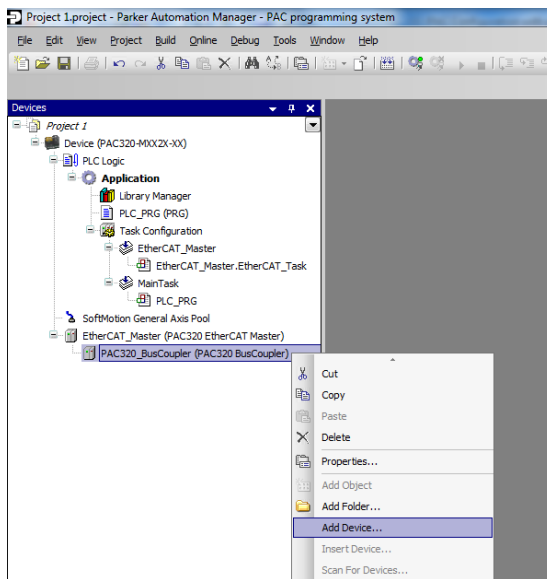 Project 1.project - Parker Automation Manager - PAC programming system
File Edit View Project Build Online Debug Tools Window Help
Devices
Project 1
Device (PAC320-MXX2X-XX)
PLC Logic
Application
Library Manager
PLC_PRG (PRG)
Task Configuration
EtherCAT_Master
EtherCAT_Master.EtherCAT_Task
MainTask
PLC_PRG
SoftMotion General Axis Pool
EtherCAT_Master (PAC320 EtherCAT Master)
PAC320_BusCoupler (PAC320 BusCoupler)
Cut
Copy
Paste
Delete
Properties...
Add Object
Add Folder...
Add Device...
Insert Device...
Scan For Devices...